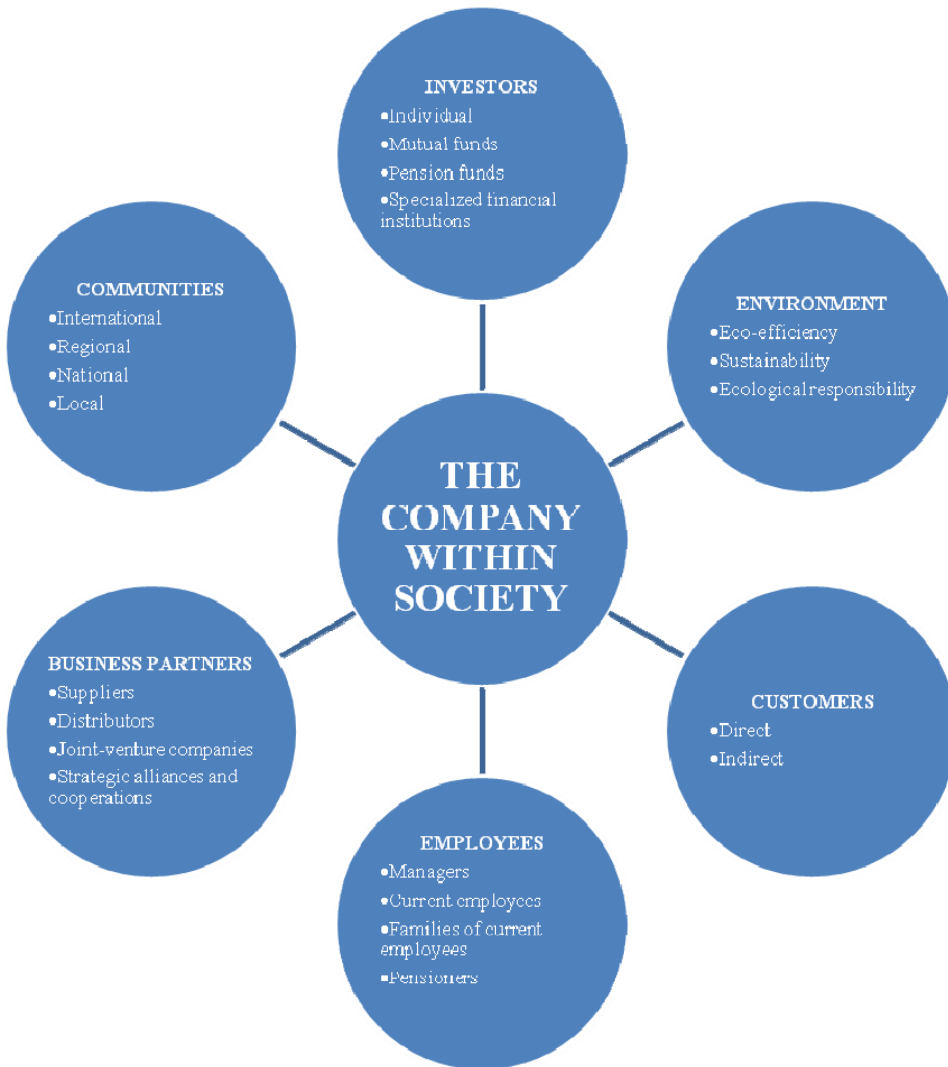 INVESTORS
•Individual
•Mutual funds
•Pension funds
•Specialized financial
institutions
COMMUNITIES
•International
•Regional
•National
•Local
ENVIRONMENT
•Eco-efficiency
•Sustainability
•Ecological responsibility
THE
COMPANY
WITHIN
SOCIETY
BUSINESS PARTNERS
•Suppliers
•Distributors
•Joint-venture companies
•Strategic alliances and
cooperations
CUSTOMERS
•Direct
•Indirect
EMPLOYEES
•Managers
•Current employees
•Families of current
employees
•Pensioners